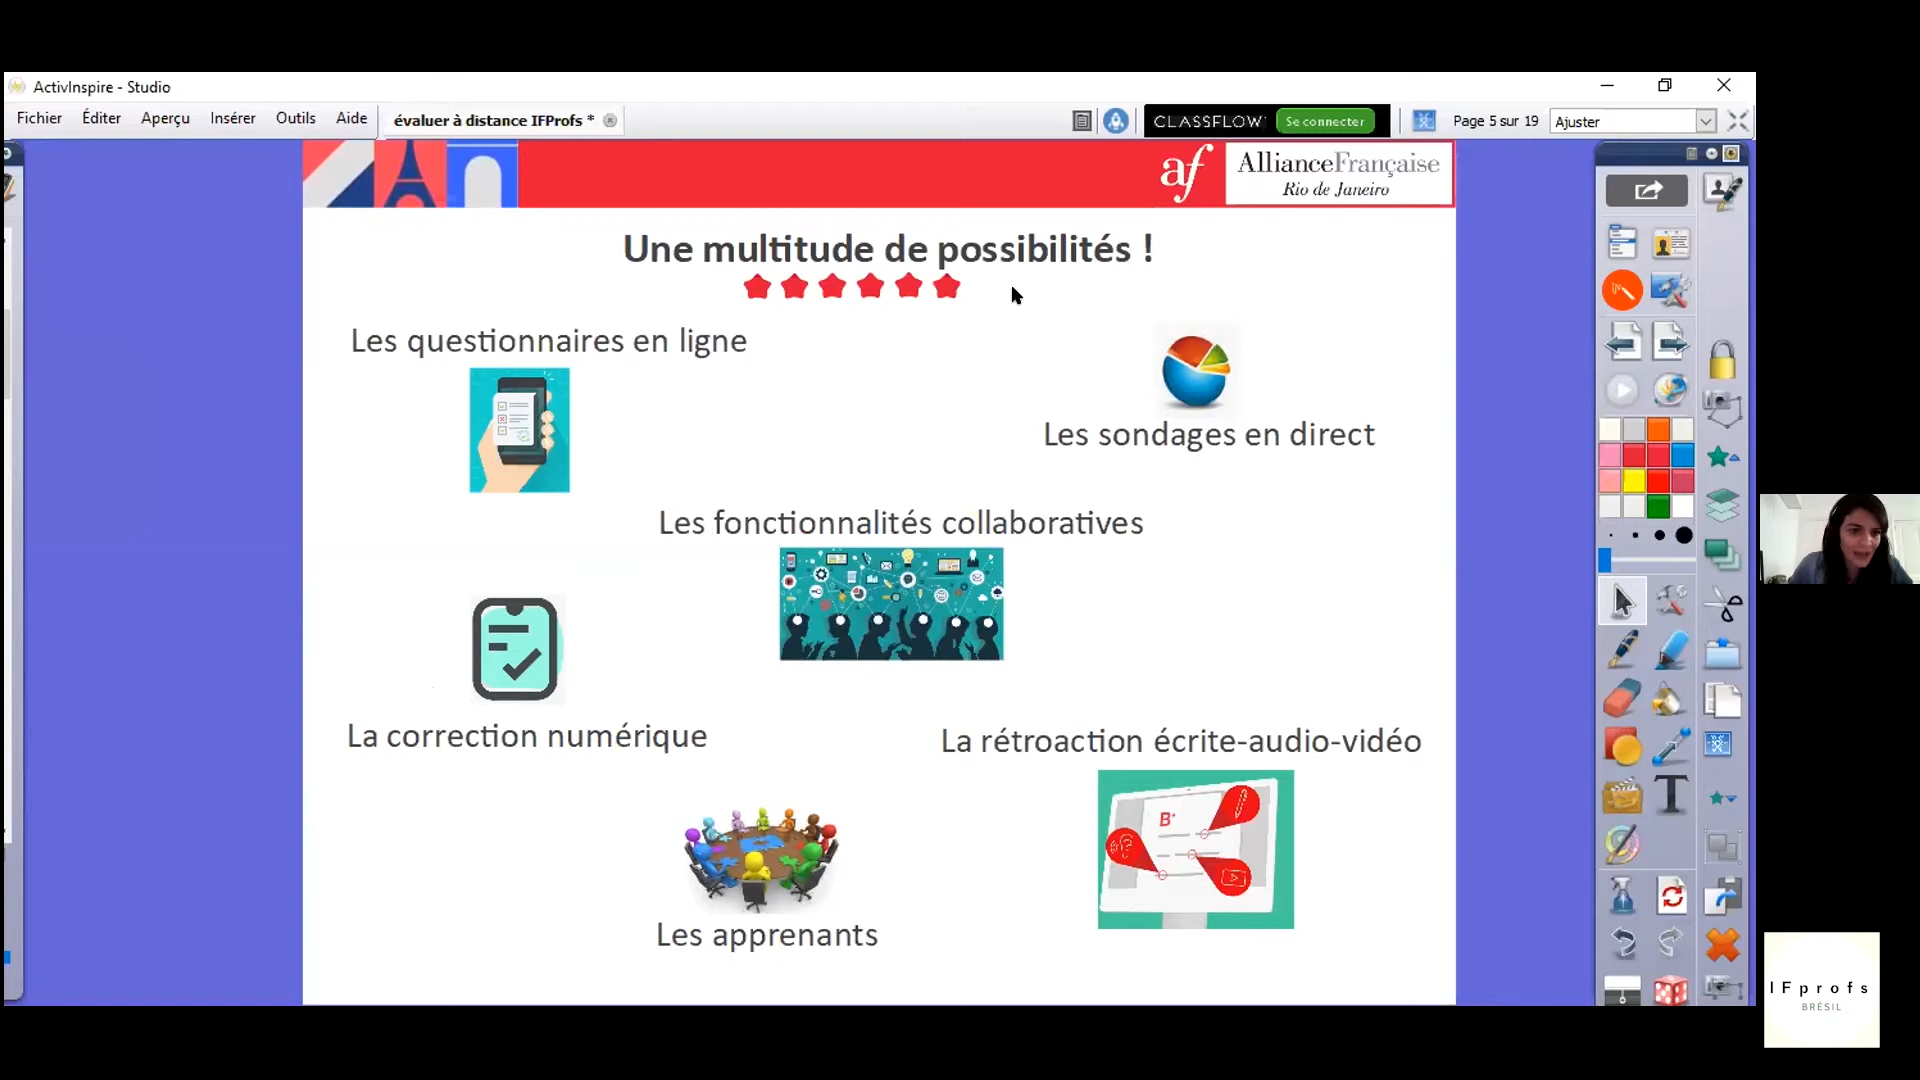 ActivInspire - Studio
Fichier Éditer Aperçu Insérer Outils Aide
évaluer à distance IFProfs *
CLASSFLOW Se connecter
Page 5 sur 19 Ajuster
af
AllianceFrançaise
Rio de Janeiro
Une multitude de possibilités !
Les questionnaires en ligne
Les sondages en direct
Les fonctionnalités collaboratives
La correction numérique
La rétroaction écrite-audio-vidéo
B+
Les apprenants
T
IFprofs
BRÉSIL